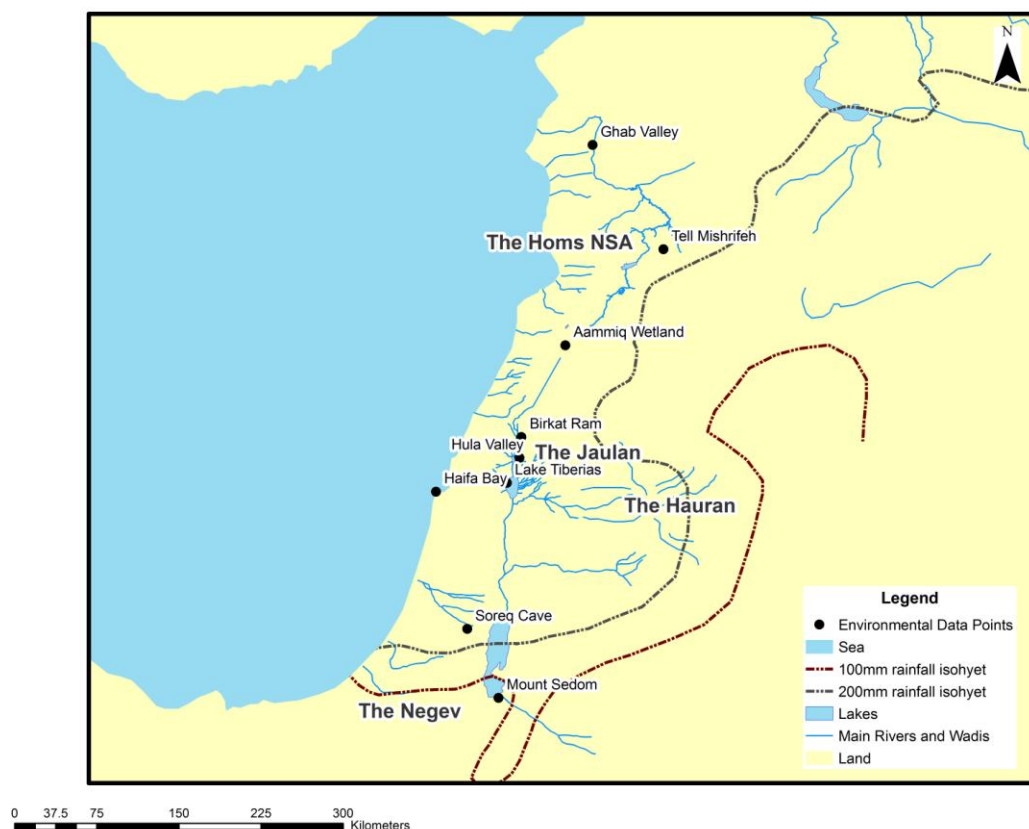 N
Ghab Valley
Tell Mishrifeh
The Homs NSA
Aammiq Wetland
Birkat Ram
Hula Valley
The Jaulan
Lake Tiberias
Haifa Bay
The Hauran
Soreq Cave
Mount Sedom
The Negev
Legend
Environmental Data Points
Sea
100mm rainfall isohyet
200mm rainfall isohyet
Lakes
Main Rivers and Wadis
Land
0 37.5 75 150 225 300
Kilometers